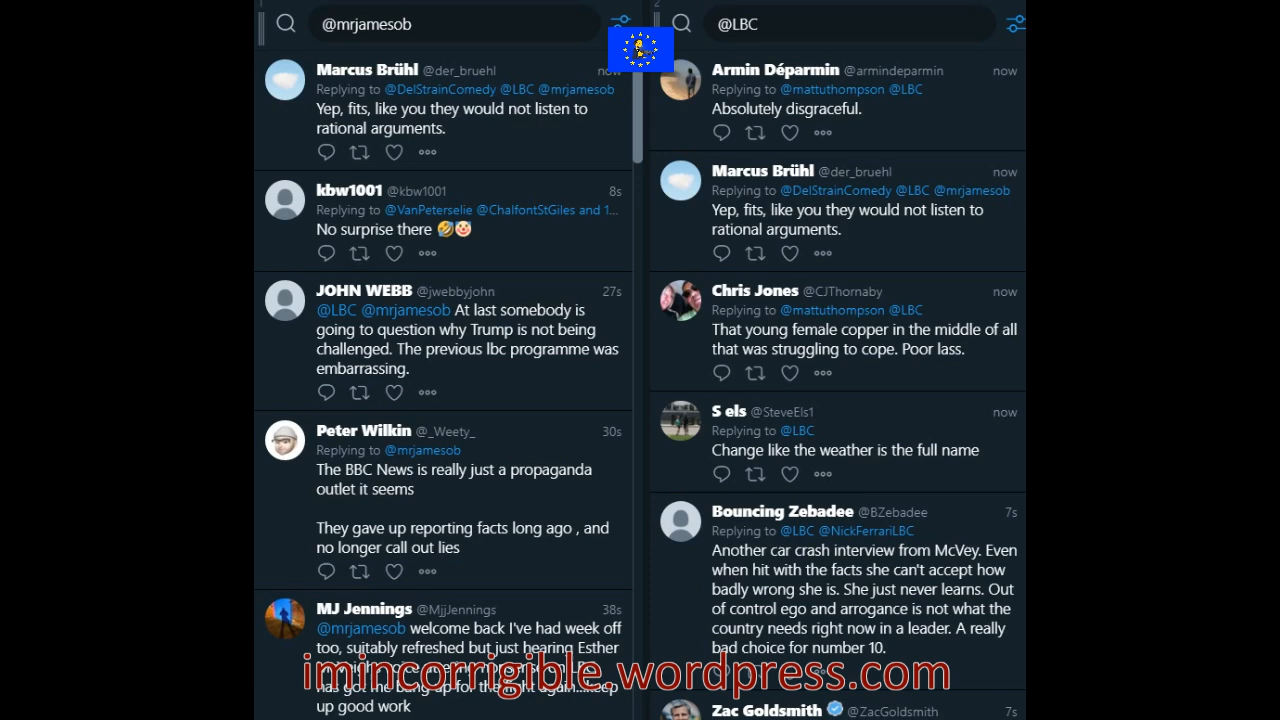 @mrjamesob
Marcus Brühl @der_bruehl now
Replying to @DelStrainComedy @LBC @mrjamesob
Yep, fits, like you they would not listen to
rational arguments.
kbw1001 @kbw1001 8s
Replying to @VanPeterselie @ChalfontStGiles and 1...
No surprise there 🤣🤡
JOHN WEBB @jwebbyjohn 27s
@LBC @mrjamesob At last somebody is
going to question why Trump is not being
challenged. The previous lbc programme was
embarrassing.
Peter Wilkin @_Weety_ 30s
Replying to @mrjamesob
The BBC News is really just a propaganda
outlet it seems
They gave up reporting facts long ago , and
no longer call out lies
MJ Jennings @MjjJennings 38s
@mrjamesob welcome back I've had week off
too, suitably refreshed but just hearing Esther
up good work
2
@LBC
Armin Déparmin @armindeparmin now
Replying to @mattuthompson @LBC
Absolutely disgraceful.
Marcus Brühl @der_bruehl now
Replying to @DelStrainComedy @LBC @mrjamesob
Yep, fits, like you they would not listen to
rational arguments.
Chris Jones @CJThornaby now
Replying to @mattuthompson @LBC
That young female copper in the middle of all
that was struggling to cope. Poor lass.
S els @SteveEls1 now
Replying to @LBC
Change like the weather is the full name
Bouncing Zebadee @BZebadee 7s
Replying to @LBC @NickFerrariLBC
Another car crash interview from McVey. Even
when hit with the facts she can't accept how
badly wrong she is. She just never learns. Out
of control ego and arrogance is not what the
country needs right now in a leader. A really
bad choice for number 10.
Zac Goldsmith @ZacGoldsmith 7s
imincorrigible.wordpress.com